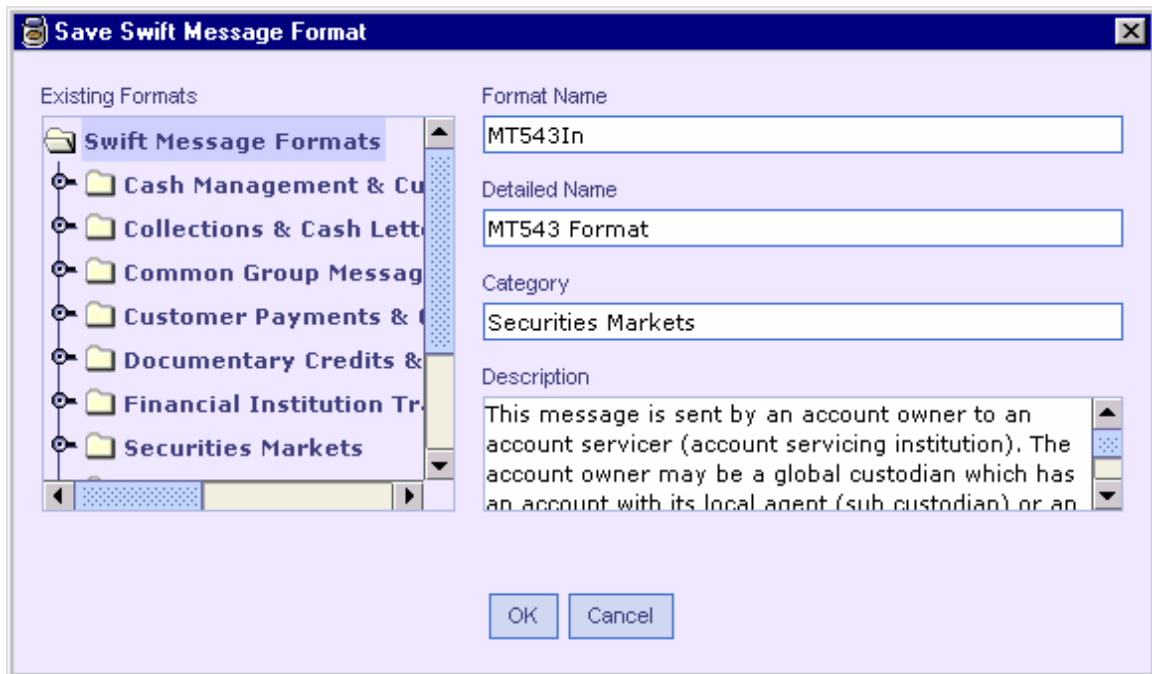 Save Swift Message Format
Existing Formats
Swift Message Formats
Cash Management & Cu
Collections & Cash Lett
Common Group Messag
Customer Payments &
Documentary Credits &
Financial Institution Tr
Securities Markets
Format Name
MT543In
Detailed Name
MT543 Format
Category
Securities Markets
Description
This message is sent by an account owner to an
account servicer (account servicing institution). The
account owner may be a global custodian which has
an account with its local agent (sub custodian) or an
OK
Cancel